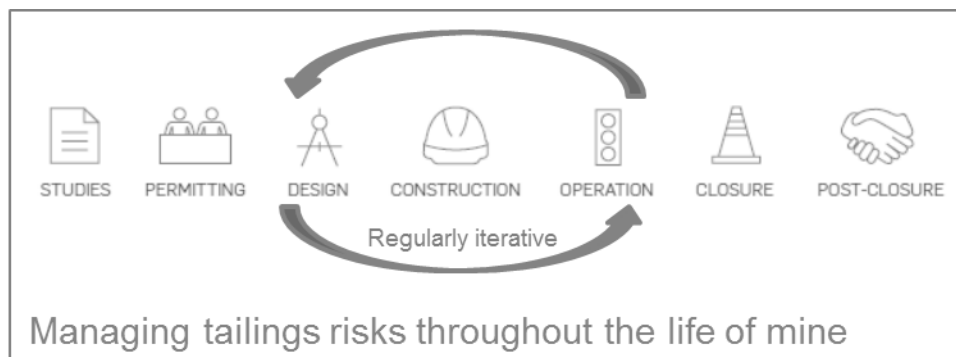 STUDIES PERMITTING DESIGN CONSTRUCTION OPERATION CLOSURE POST-CLOSURE
Regularly iterative
Managing tailings risks throughout the life of mine